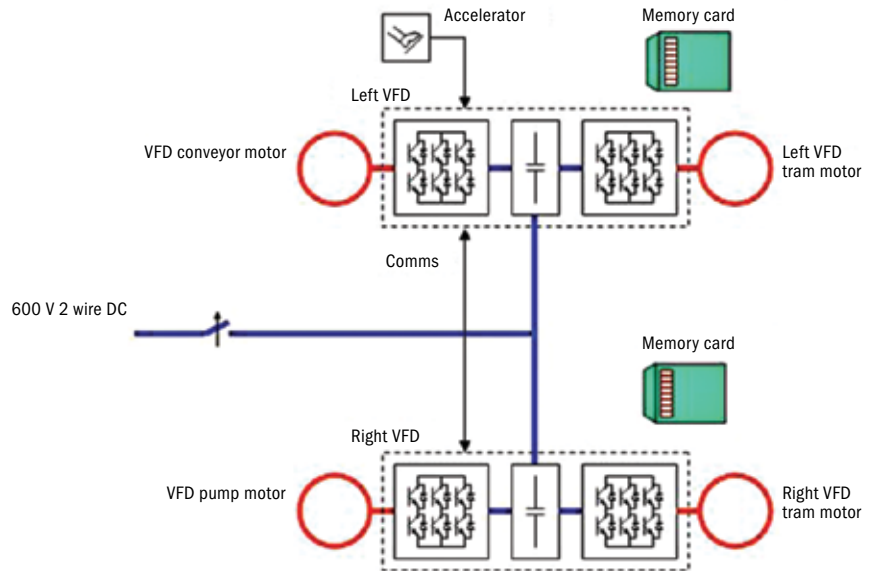 Accelerator
Memory card
Left VFD
VFD conveyor motor
Left VFD
tram motor
Comms
600 V 2 wire DC
Memory card
Right VFD
VFD pump motor
Right VFD
tram motor